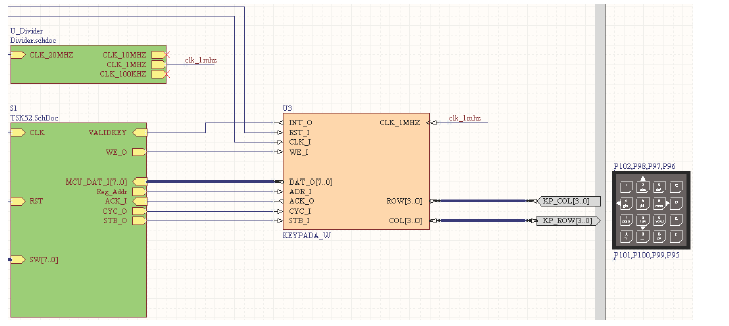 U_Divider
Divider.schdoc
CLK_20MHZ CLK_10MHZ
CLK_1MHZ clk_1mhz
CLK_100KHZ
S1
TSK52.SchDoc
U3
CLK VALIDKEY INT_O CLK_1MHZ clk_1mhz
RST_I
CLK_I
WE_O WE_I
P102,P98,P97,P96
MCU_DAT_I[7..0] DAT_O[7..0]
Reg_Addr ADR_I
RST ACK_I ACK_O ROW[3..0] KP_COL[3..0]
CYC_O CYC_I
STB_O STB_I COL[3..0] KP_ROW[3..0]
KEYPADA_W
P101,P100,P99,P95
SW[7..0]